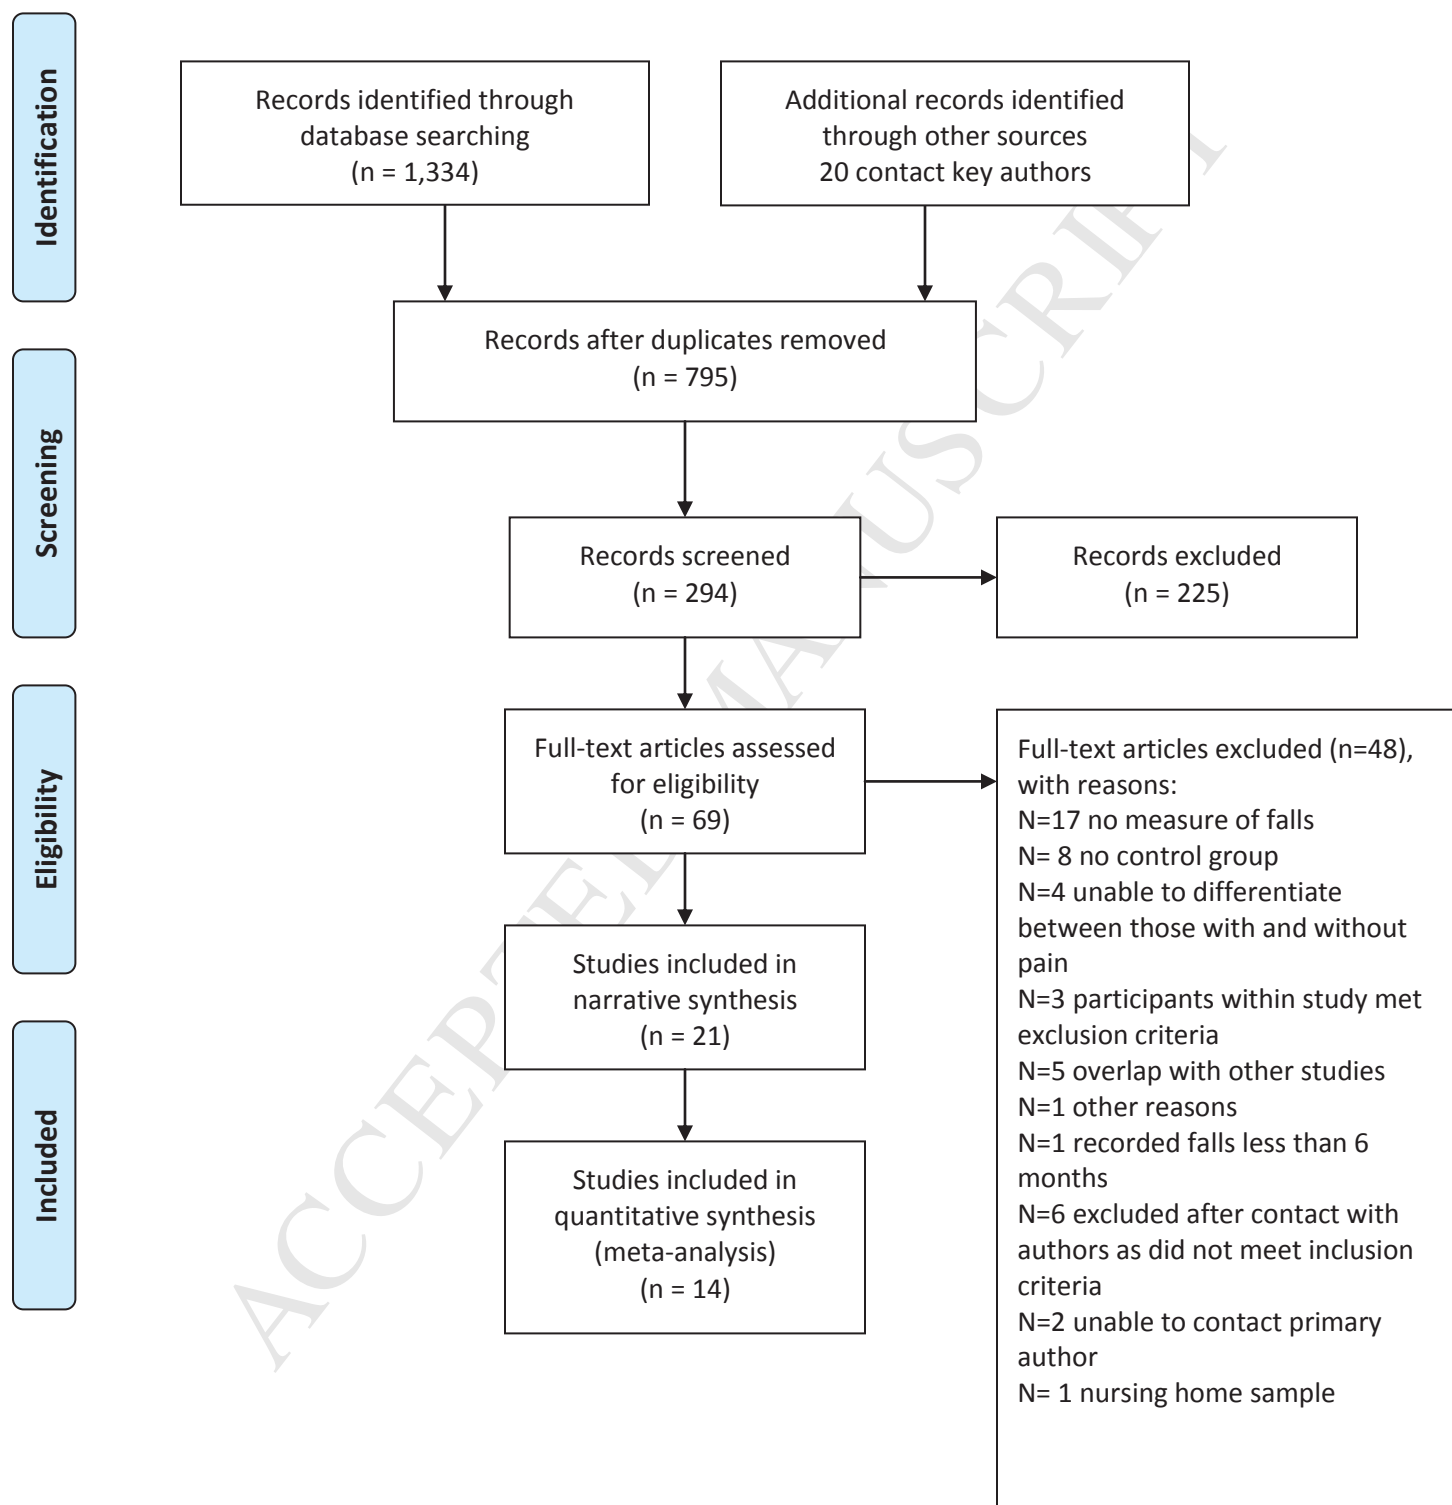 Identification
Records identified through
database searching
(n = 1,334)
Additional records identified
through other sources
20 contact key authors
Records after duplicates removed
(n = 795)
Screening
Records screened
(n = 294)
Records excluded
(n = 225)
Eligibility
Full-text articles assessed
for eligibility
(n = 69)
Full-text articles excluded (n=48),
with reasons:
N=17 no measure of falls
N= 8 no control group
N=4 unable to differentiate
between those with and without
pain
N=3 participants within study met
exclusion criteria
N=5 overlap with other studies
N=1 other reasons
N=1 recorded falls less than 6
months
N=6 excluded after contact with
authors as did not meet inclusion
criteria
N=2 unable to contact primary
author
N= 1 nursing home sample
Studies included in
narrative synthesis
(n = 21)
Included
Studies included in
quantitative synthesis
(meta-analysis)
(n = 14)
ACCEPTED MANUSCRIPT